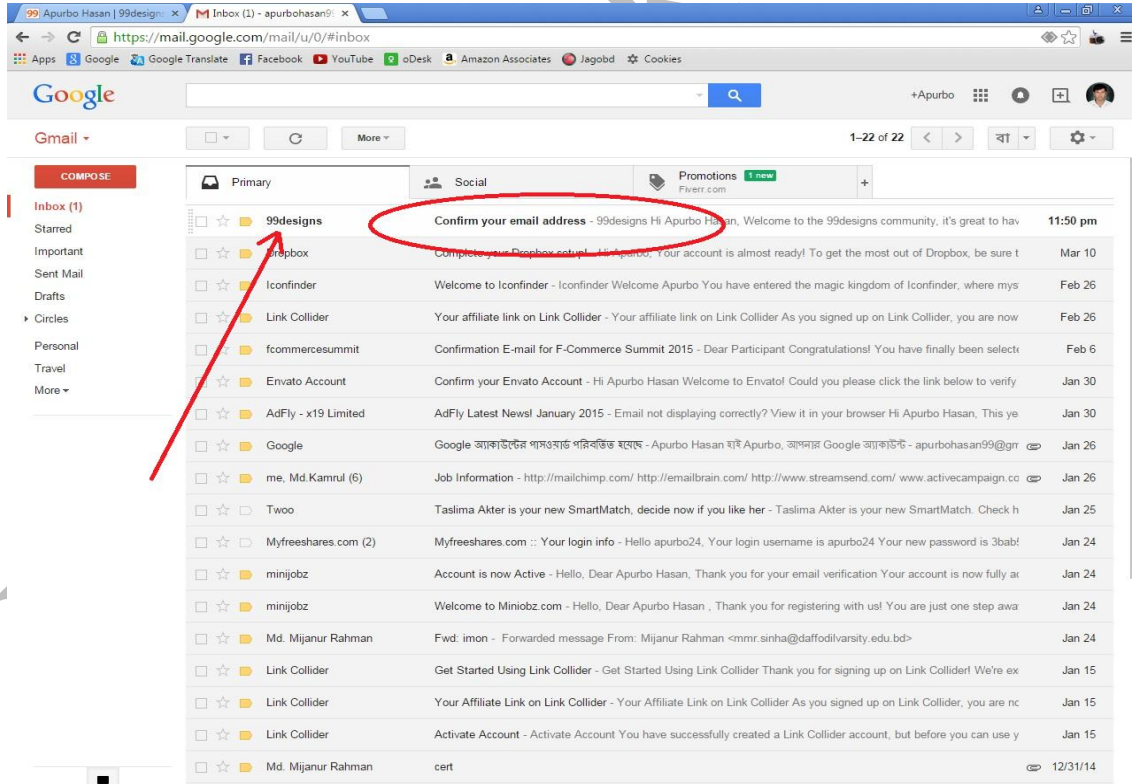 99 Apurbo Hasan | 99design: × Inbox (1) - apurbohasan9 ×
https://mail.google.com/mail/u/0/#inbox
Apps Google Google Translate Facebook YouTube oDesk Amazon Associates Jagobd Cookies
Google +Apurbo
Gmail More 1–22 of 22 বা
COMPOSE Primary Social Promotions 1 new
Fiverr.com
Inbox (1)
Starred
Important
Sent Mail
Drafts
Circles
Personal
Travel
More
99designs Confirm your email address - 99designs Hi Apurbo Hasan, Welcome to the 99designs community, it's great to hav 11:50 pm
Dropbox Complete your Dropbox setup! - Hi Apurbo, Your account is almost ready! To get the most out of Dropbox, be sure t Mar 10
Iconfinder Welcome to Iconfinder - Iconfinder Welcome Apurbo You have entered the magic kingdom of Iconfinder, where mys Feb 26
Link Collider Your affiliate link on Link Collider - Your affiliate link on Link Collider As you signed up on Link Collider, you are now Feb 26
fcommercesummit Confirmation E-mail for F-Commerce Summit 2015 - Dear Participant Congratulations! You have finally been selecte Feb 6
Envato Account Confirm your Envato Account - Hi Apurbo Hasan Welcome to Envato! Could you please click the link below to verify Jan 30
AdFly - x19 Limited AdFly Latest News! January 2015 - Email not displaying correctly? View it in your browser Hi Apurbo Hasan, This ye Jan 30
Google Google অ্যাকাউন্টের পাসওয়ার্ড পরিবর্তিত হয়েছে - Apurbo Hasan হাই Apurbo, আপনার Google অ্যাকাউন্ট - apurbohasan99@gm Jan 26
me, Md.Kamrul (6) Job Information - http://mailchimp.com/ http://emailbrain.com/ http://www.streamsend.com/ www.activecampaign.co Jan 26
Twoo Taslima Akter is your new SmartMatch, decide now if you like her - Taslima Akter is your new SmartMatch. Check h Jan 25
Myfreeshares.com (2) Myfreeshares.com :: Your login info - Hello apurbo24, Your login username is apurbo24 Your new password is 3bab! Jan 24
minijobz Account is now Active - Hello, Dear Apurbo Hasan, Thank you for your email verification Your account is now fully ac Jan 24
minijobz Welcome to Miniobz.com - Hello, Dear Apurbo Hasan , Thank you for registering with us! You are just one step awa Jan 24
Md. Mijanur Rahman Fwd: imon - Forwarded message From: Mijanur Rahman <mmr.sinha@daffodilvarsity.edu.bd> Jan 24
Link Collider Get Started Using Link Collider - Get Started Using Link Collider Thank you for signing up on Link Collider! We're ex Jan 15
Link Collider Your Affiliate Link on Link Collider - Your Affiliate Link on Link Collider As you signed up on Link Collider, you are nc Jan 15
Link Collider Activate Account - Activate Account You have successfully created a Link Collider account, but before you can use y Jan 15
Md. Mijanur Rahman cert 12/31/14